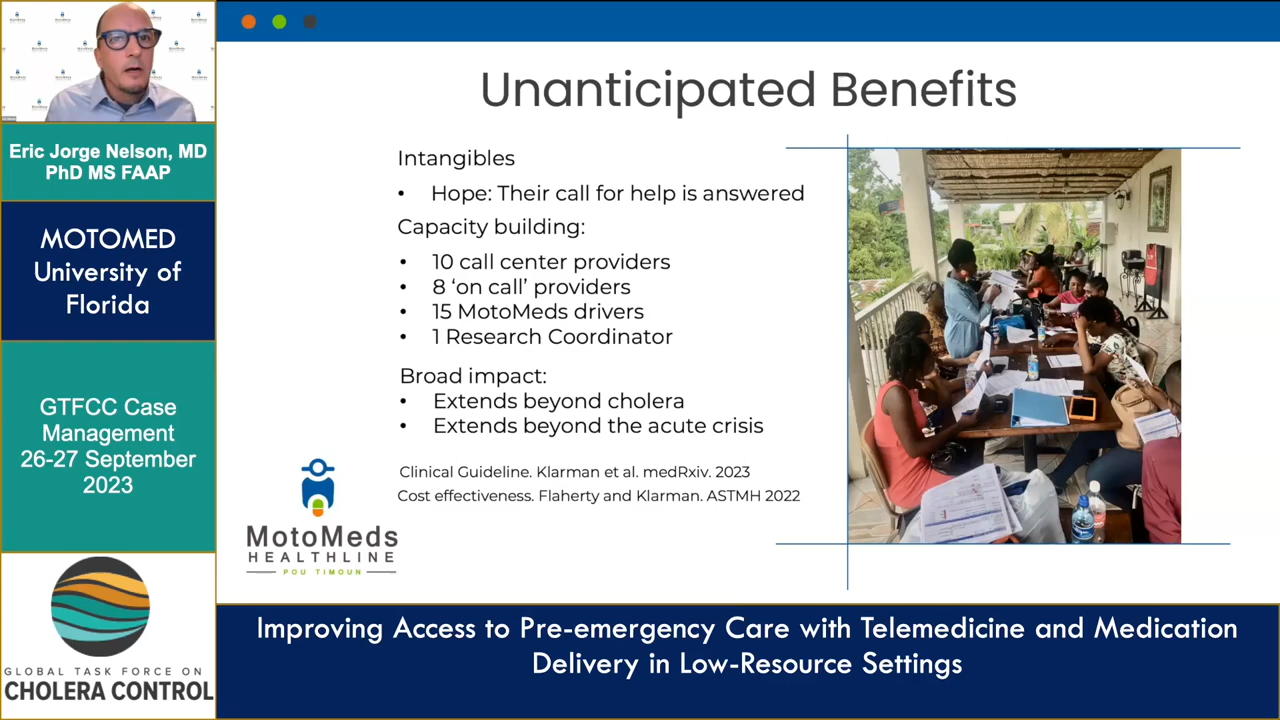 Eric Jorge Nelson, MD
PhD MS FAAP
MOTOMED
University of
Florida
GTFCC Case
Management
26-27 September
2023
GLOBAL TASK FORCE ON
CHOLERA CONTROL
Unanticipated Benefits
Intangibles
• Hope: Their call for help is answered
Capacity building:
• 10 call center providers
• 8 ‘on call’ providers
• 15 MotoMeds drivers
• 1 Research Coordinator
Broad impact:
• Extends beyond cholera
• Extends beyond the acute crisis
Clinical Guideline. Klarman et al. medRxiv. 2023
Cost effectiveness. Flaherty and Klarman. ASTMH 2022
MotoMeds
HEALTHLINE
POU TIMOUN
Improving Access to Pre-emergency Care with Telemedicine and Medication
Delivery in Low-Resource Settings